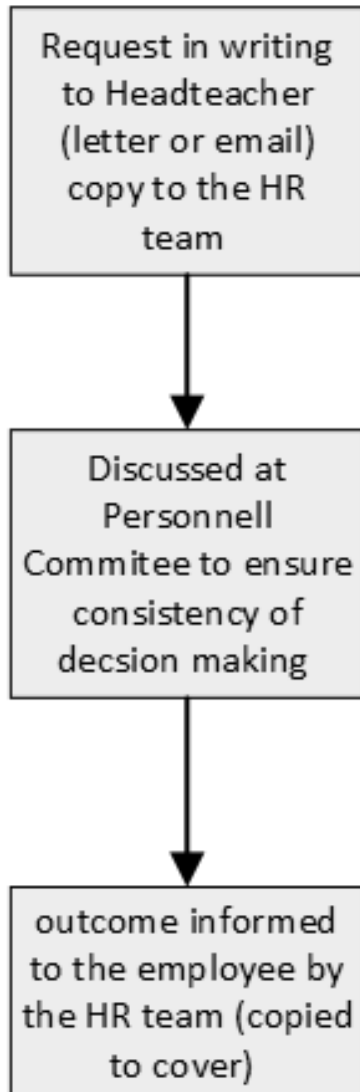 Request in writing
to Headteacher
(letter or email)
copy to the HR
team
Discussed at
Personnell
Commitee to ensure
consistency of
decsion making
outcome informed
to the employee by
the HR team (copied
to cover)